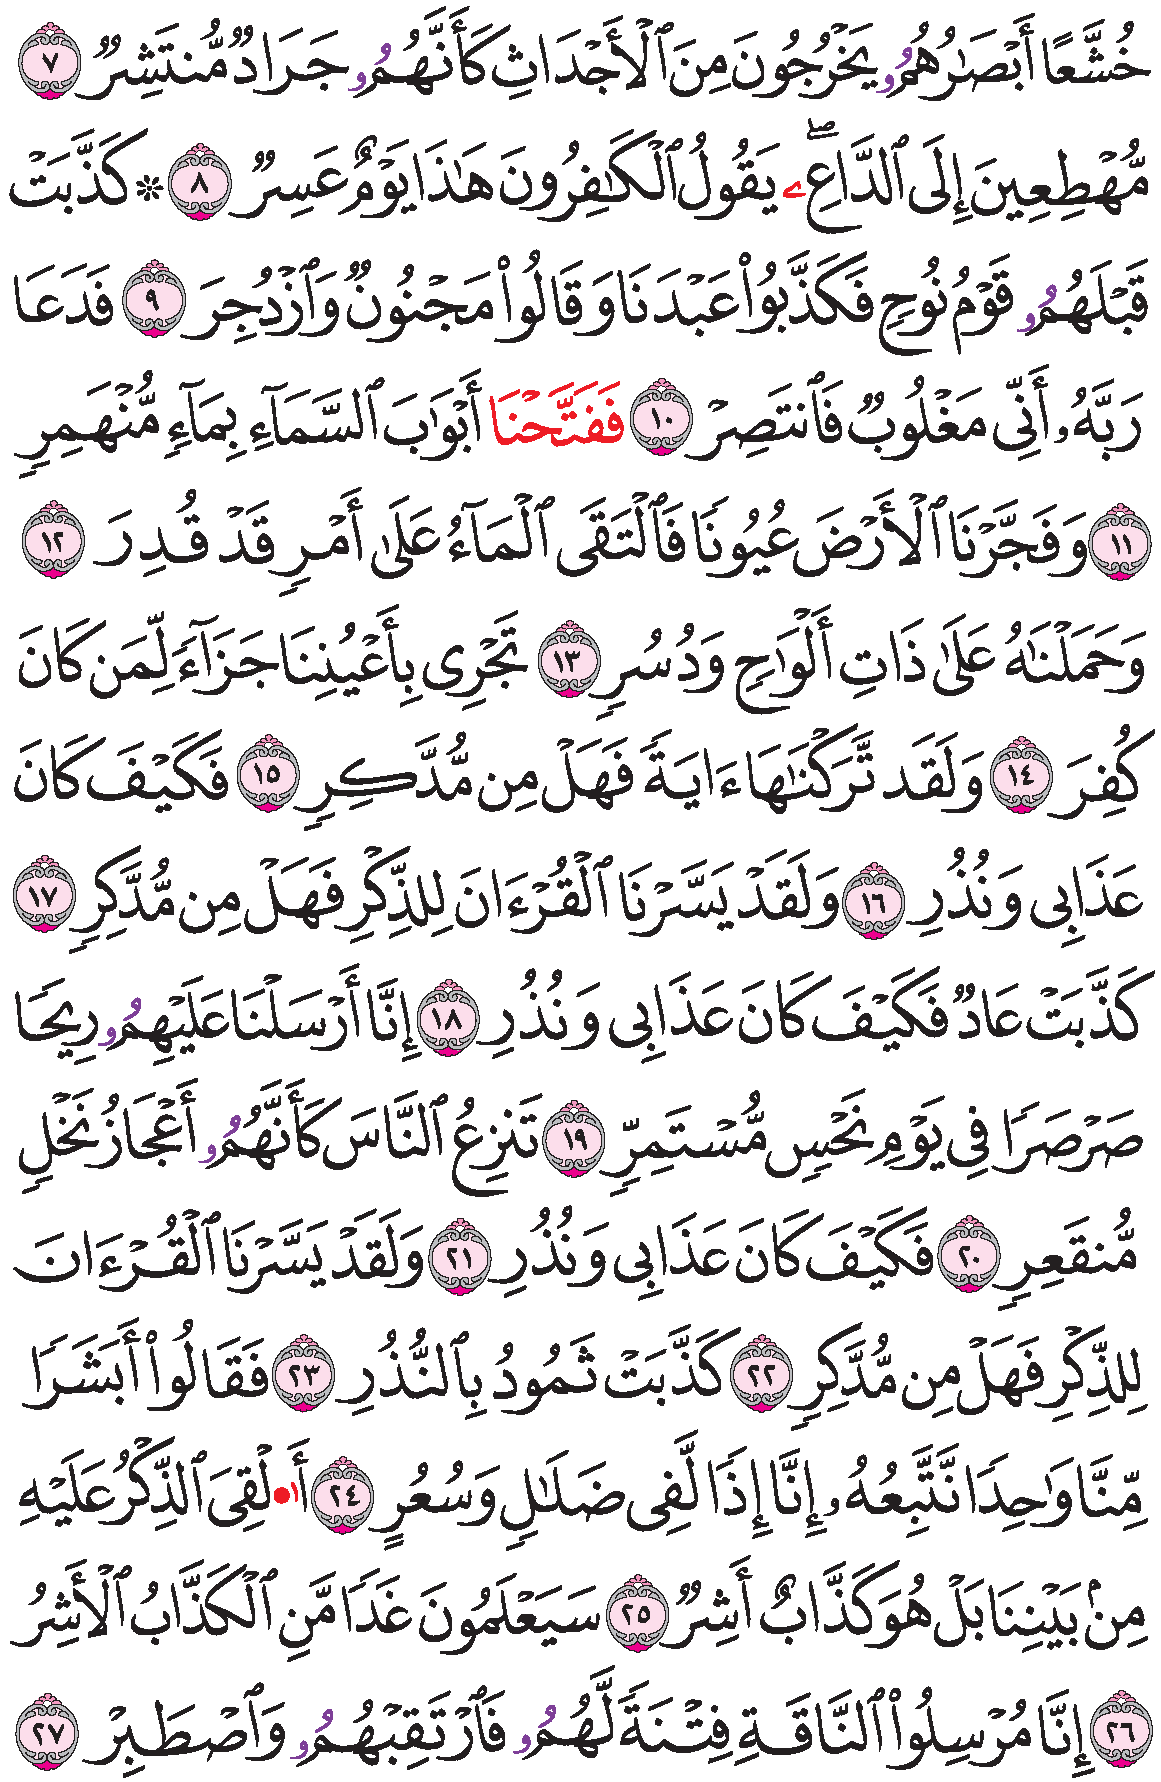 خُشَّعًا أَبْصَـٰرُهُمُۥ يَخْرُجُونَ مِنَ ٱلْأَجْدَاثِ كَأَنَّهُمُۥ جَرَادٌ مُّنتَشِرٌ ٧
مُّهْطِعِينَ إِلَى ٱلدَّاعِۦۖ يَقُولُ ٱلْكَـٰفِرُونَ هَـٰذَا يَوْمٌ عَسِرٌ ٨ ۞ كَذَّبَتْ
قَبْلَهُمُۥ قَوْمُ نُوحٍ فَكَذَّبُوا۟ عَبْدَنَا وَقَالُوا۟ مَجْنُونٌ وَٱزْدُجِرَ ٩ فَدَعَا
رَبَّهُۥ أَنِّى مَغْلُوبٌ فَٱنتَصِرْ ١٠ فَفَتَّحْنَا أَبْوَٰبَ ٱلسَّمَآءِ بِمَآءٍ مُّنْهَمِرٍ
١١ وَفَجَّرْنَا ٱلْأَرْضَ عُيُونًا فَٱلْتَقَى ٱلْمَآءُ عَلَىٰ أَمْرٍ قَدْ قُدِرَ ١٢
وَحَمَلْنَـٰهُ عَلَىٰ ذَاتِ أَلْوَٰحٍ وَدُسُرٍ ١٣ تَجْرِى بِأَعْيُنِنَا جَزَآءً لِّمَن كَانَ
كُفِرَ ١٤ وَلَقَد تَّرَكْنَـٰهَا ءَايَةً فَهَلْ مِن مُّدَّكِرٍ ١٥ فَكَيْفَ كَانَ
عَذَابِى وَنُذُرِ ١٦ وَلَقَدْ يَسَّرْنَا ٱلْقُرْءَانَ لِلذِّكْرِ فَهَلْ مِن مُّدَّكِرٍ ١٧
كَذَّبَتْ عَادٌ فَكَيْفَ كَانَ عَذَابِى وَنُذُرِ ١٨ إِنَّا أَرْسَلْنَا عَلَيْهِمُۥ رِيحًا
صَرْصَرًا فِى يَوْمِ نَحْسٍ مُّسْتَمِرٍّ ١٩ تَنزِعُ ٱلنَّاسَ كَأَنَّهُمُۥ أَعْجَازُ نَخْلٍ
مُّنقَعِرٍ ٢٠ فَكَيْفَ كَانَ عَذَابِى وَنُذُرِ ٢١ وَلَقَدْ يَسَّرْنَا ٱلْقُرْءَانَ
لِلذِّكْرِ فَهَلْ مِن مُّدَّكِرٍ ٢٢ كَذَّبَتْ ثَمُودُ بِٱلنُّذُرِ ٢٣ فَقَالُوا۟ أَبَشَرًا
مِّنَّا وَٰحِدًا نَّتَّبِعُهُۥ إِنَّا إِذًا لَّفِى ضَلَـٰلٍ وَسُعُرٍ ٢٤ أَ۟ا۬لْقِىَ ٱلذِّكْرُ عَلَيْهِ
مِنۢ بَيْنِنَا بَلْ هُوَ كَذَّابٌ أَشِرٌ ٢٥ سَيَعْلَمُونَ غَدًا مَّنِ ٱلْكَذَّابُ ٱلْأَشِرُ
٢٦ إِنَّا مُرْسِلُوا۟ ٱلنَّاقَةِ فِتْنَةً لَّهُمُۥ فَٱرْتَقِبْهُمُۥ وَٱصْطَبِرْ ٢٧